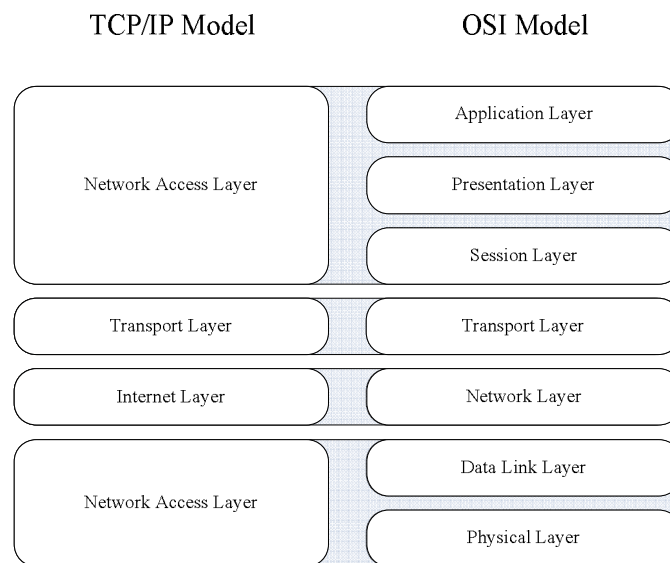 TCP/IP Model
OSI Model
Network Access Layer
Application Layer
Presentation Layer
Session Layer
Transport Layer
Transport Layer
Internet Layer
Network Layer
Network Access Layer
Data Link Layer
Physical Layer